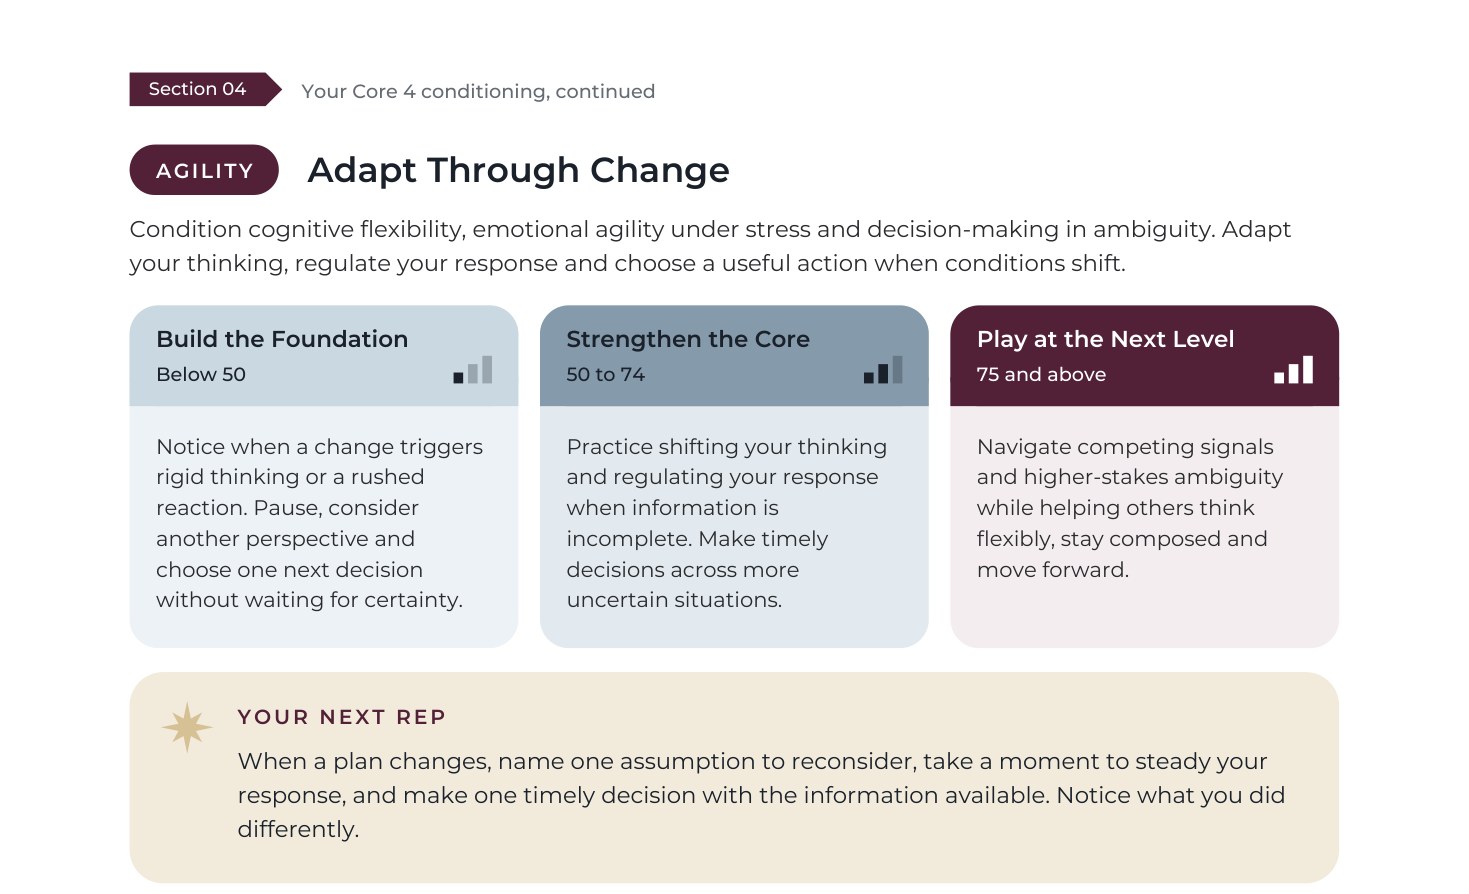 Section 04
Your Core 4 conditioning, continued
AGILITY
Adapt Through Change
Condition cognitive flexibility, emotional agility under stress and decision-making in ambiguity. Adapt
your thinking, regulate your response and choose a useful action when conditions shift.
Build the Foundation
Below 50
Notice when a change triggers
rigid thinking or a rushed
reaction. Pause, consider
another perspective and
choose one next decision
without waiting for certainty.
Strengthen the Core
50 to 74
Practice shifting your thinking
and regulating your response
when information is
incomplete. Make timely
decisions across more
uncertain situations.
Play at the Next Level
75 and above
Navigate competing signals
and higher-stakes ambiguity
while helping others think
flexibly, stay composed and
move forward.
YOUR NEXT REP
When a plan changes, name one assumption to reconsider, take a moment to steady your
response, and make one timely decision with the information available. Notice what you did
differently.